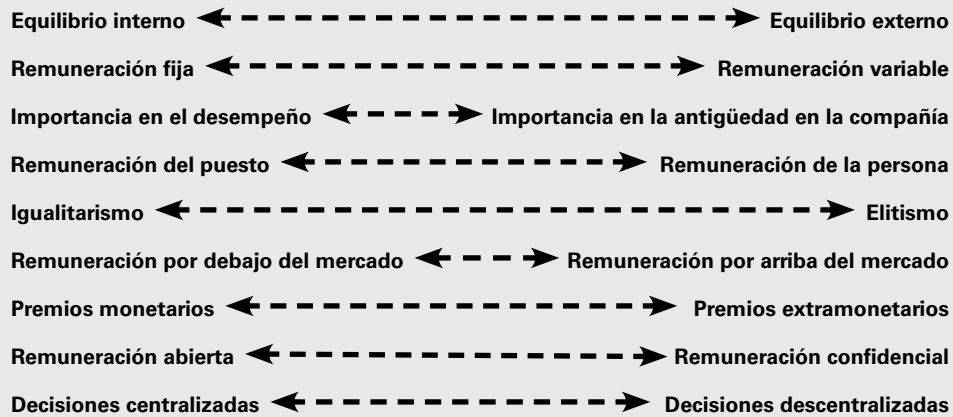 Equilibrio interno Equilibrio externo
Remuneración fija Remuneración variable
Importancia en el desempeño Importancia en la antigüedad en la compañía
Remuneración del puesto Remuneración de la persona
Igualitarismo Elitismo
Remuneración por debajo del mercado Remuneración por arriba del mercado
Premios monetarios Premios extramonetarios
Remuneración abierta Remuneración confidencial
Decisiones centralizadas Decisiones descentralizadas